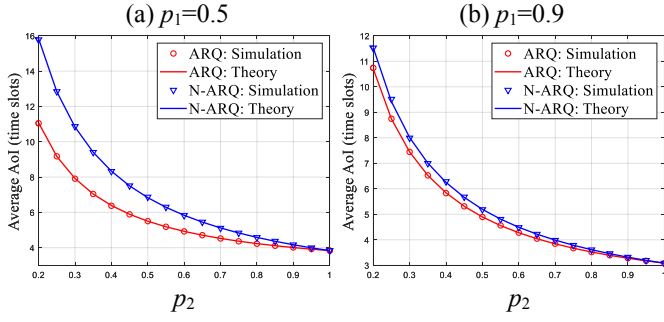 (a) p1=0.5
16
14
12
10
8
6
4
0.2 0.3 0.4 0.5 0.6 0.7 0.8 0.9 1
Average AoI (time slots)
ARQ: Simulation
ARQ: Theory
N-ARQ: Simulation
N-ARQ: Theory
p2
(b) p1=0.9
12
11
10
9
8
7
6
5
4
3
0.2 0.3 0.4 0.5 0.6 0.7 0.8 0.9 1
Average AoI (time slots)
ARQ: Simulation
ARQ: Theory
N-ARQ: Simulation
N-ARQ: Theory
p2